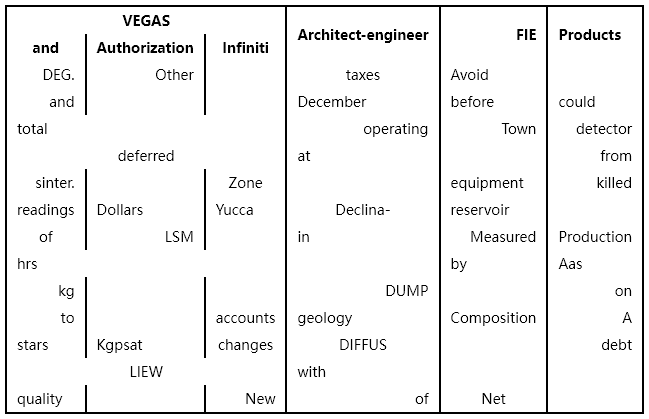 VEGAS Architect-engineer FIE Products
and Authorization Infiniti
DEG. Other taxes Avoid
and December before could
total operating Town detector
deferred at from
sinter. Zone equipment killed
readings Dollars Yucca Declina- reservoir
of LSM in Measured Production
hrs by Aas
kg DUMP on
to accounts geology Composition A
stars Kgpsat changes DIFFUS debt
LIEW with
quality New of Net